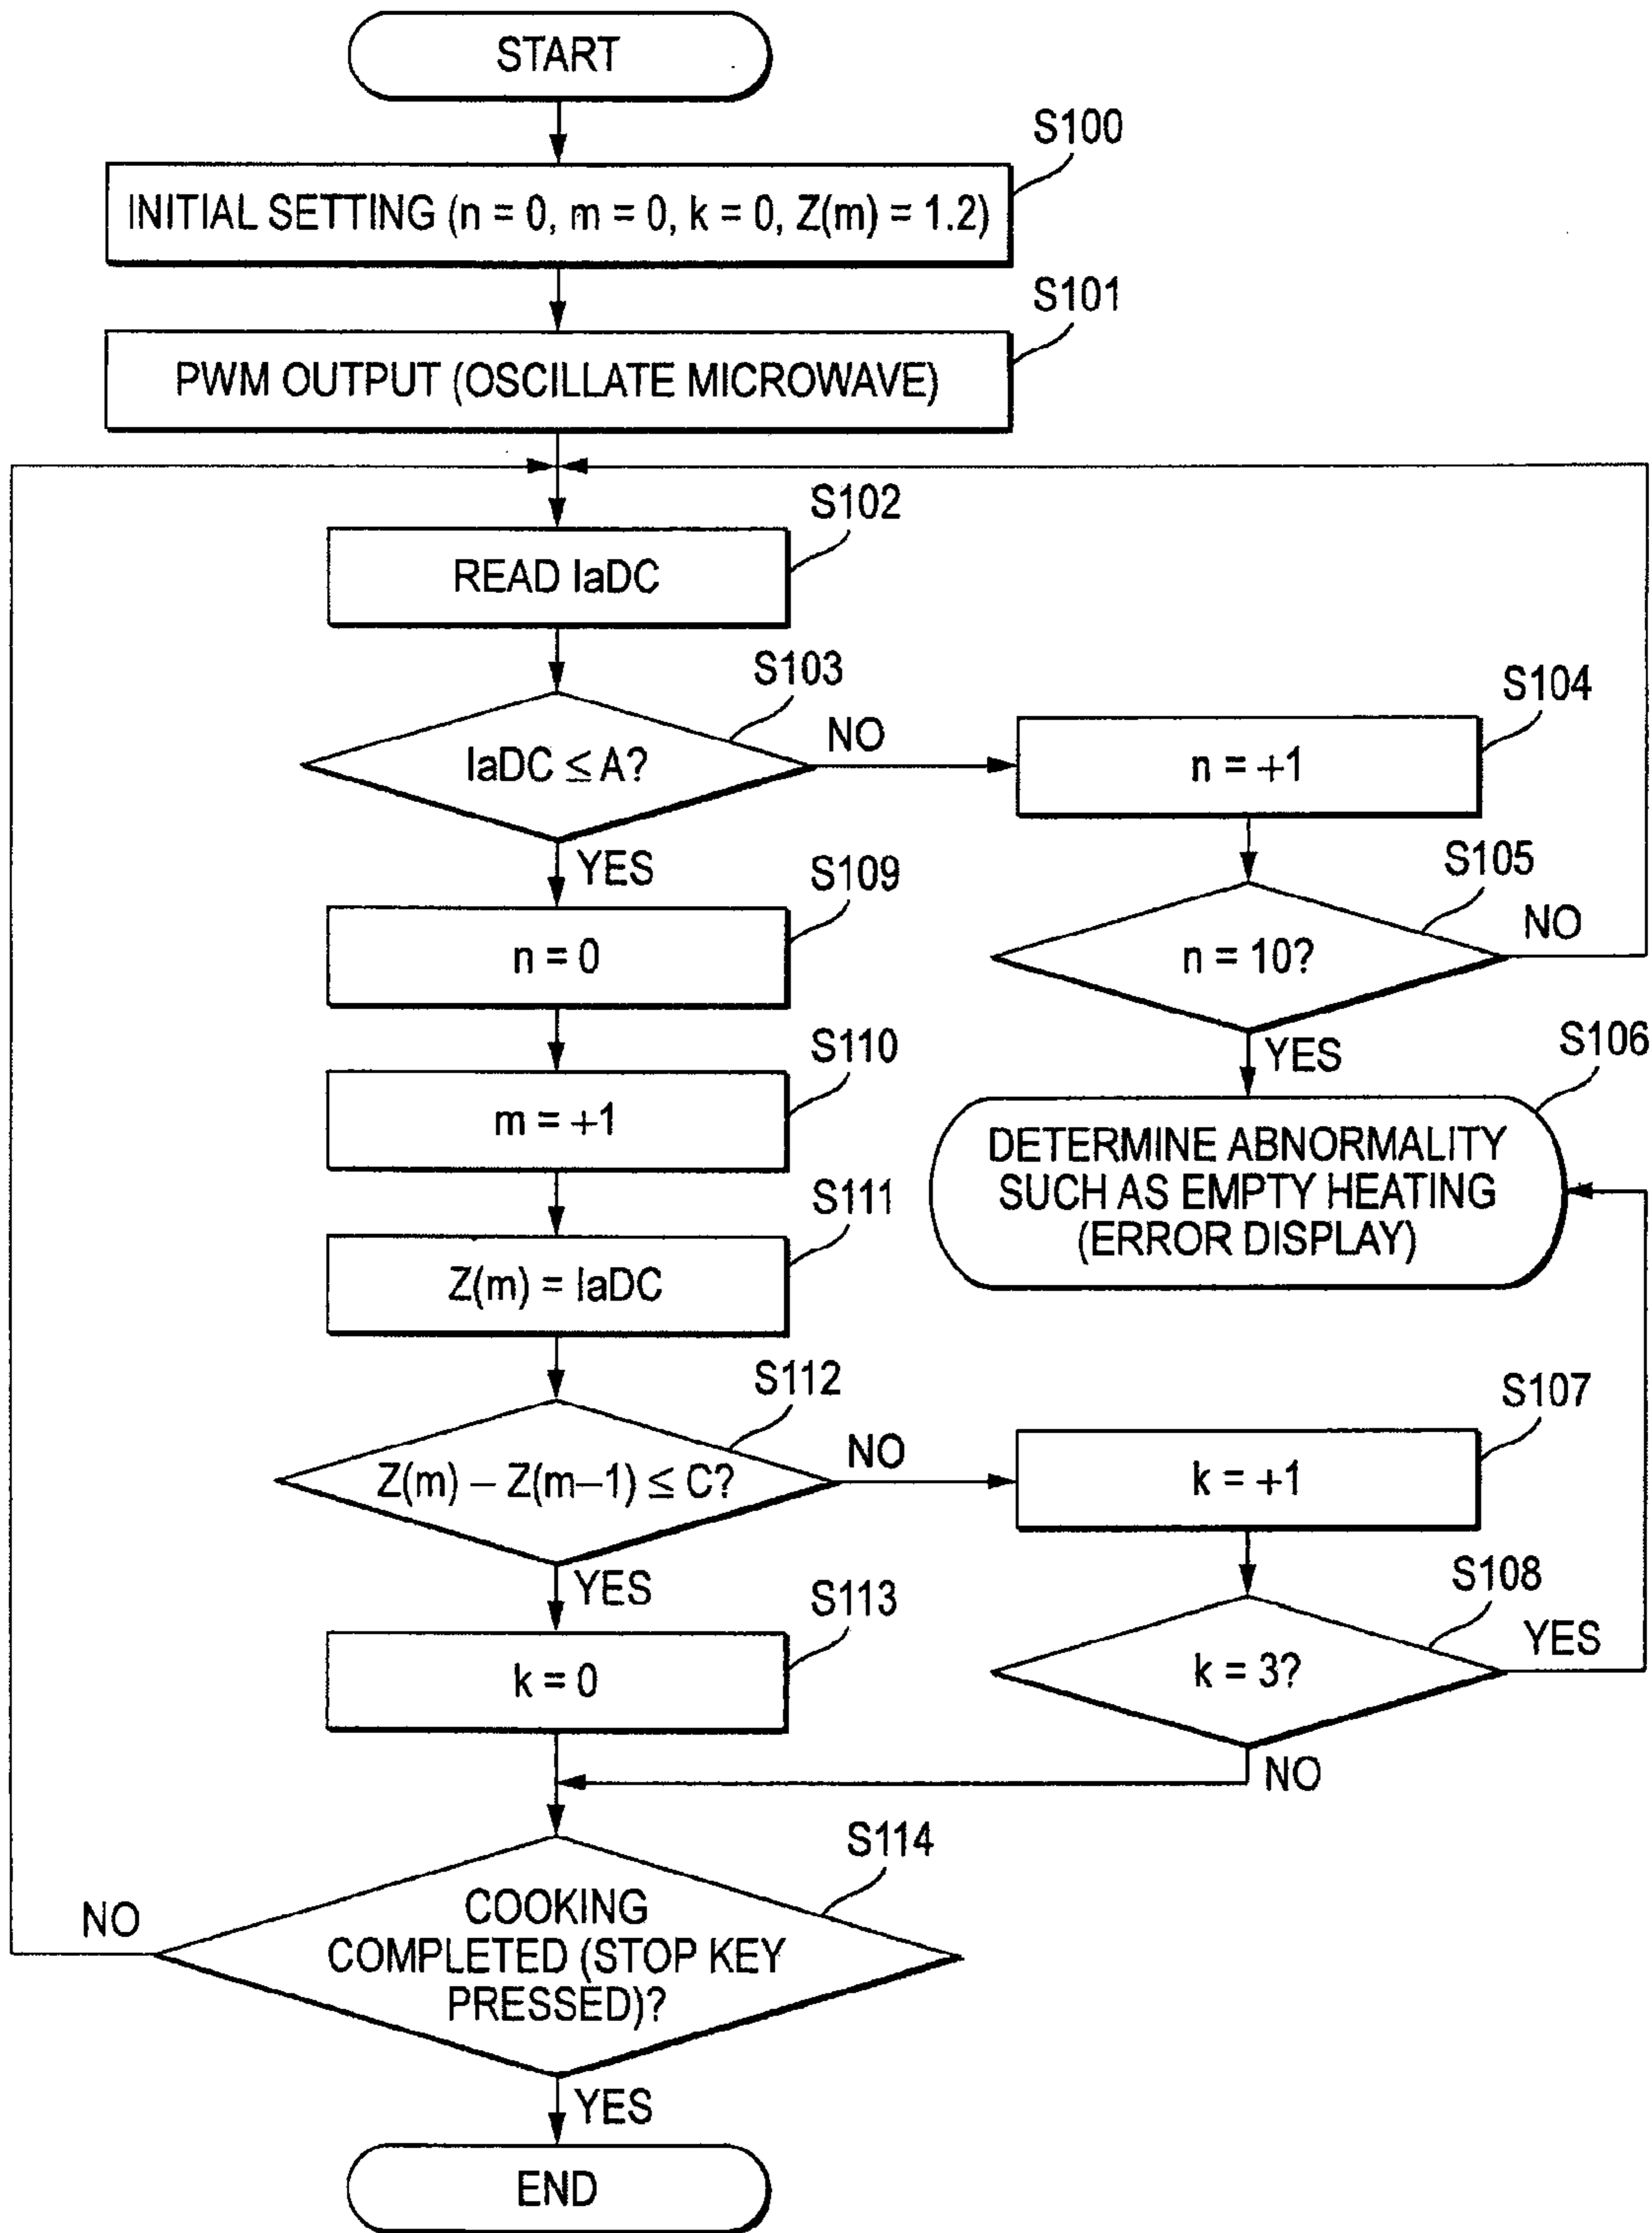 START
S100
INITIAL SETTING (n = 0, m = 0, k = 0, Z(m) = 1.2)
S101
PWM OUTPUT (OSCILLATE MICROWAVE)
S102
READ IaDC
S103
IaDC ≤ A?
NO
S104
n = +1
YES
S109
n = 0
S105
n = 10?
NO
YES
S110
m = +1
S106
DETERMINE ABNORMALITY
SUCH AS EMPTY HEATING
(ERROR DISPLAY)
S111
Z(m) = IaDC
S112
Z(m) – Z(m–1) ≤ C?
NO
S107
k = +1
YES
S113
k = 0
S108
k = 3?
YES
NO
S114
COOKING
COMPLETED (STOP KEY
PRESSED)?
NO
YES
END